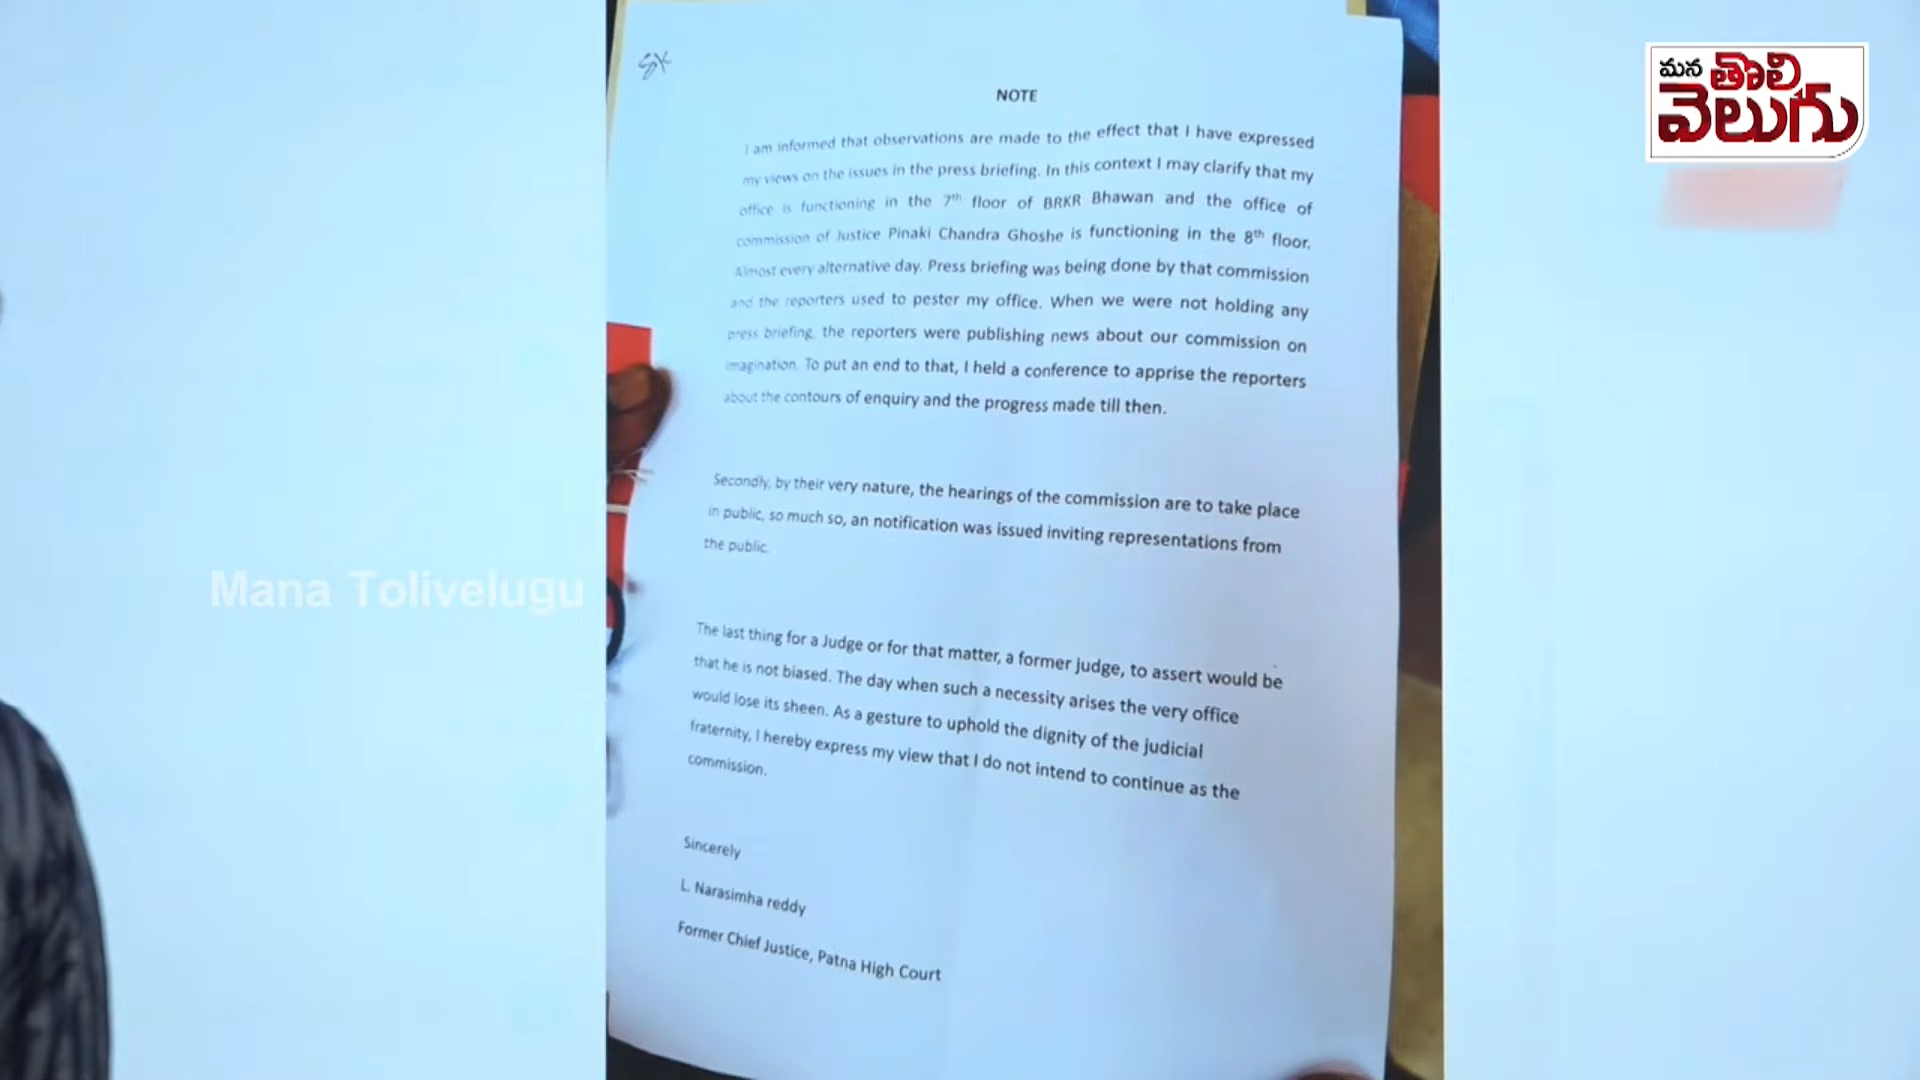 మన తొలి
వెలుగు
NOTE
I am informed that observations are made to the effect that I have expressed
my views on the issues in the press briefing. In this context I may clarify that my
office is functioning in the 7th floor of BRKR Bhawan and the office of
commission of Justice Pinaki Chandra Ghoshe is functioning in the 8th floor.
Almost every alternative day. Press briefing was being done by that commission
and the reporters used to pester my office. When we were not holding any
press briefing, the reporters were publishing news about our commission on
imagination. To put an end to that, I held a conference to apprise the reporters
about the contours of enquiry and the progress made till then.
Secondly, by their very nature, the hearings of the commission are to take place
in public, so much so, an notification was issued inviting representations from
the public.
Mana Tolivelugu
The last thing for a Judge or for that matter, a former judge, to assert would be
that he is not biased. The day when such a necessity arises the very office
would lose its sheen. As a gesture to uphold the dignity of the judicial
fraternity, I hereby express my view that I do not intend to continue as the
commission.
Sincerely
L. Narasimha reddy
Former Chief Justice, Patna High Court